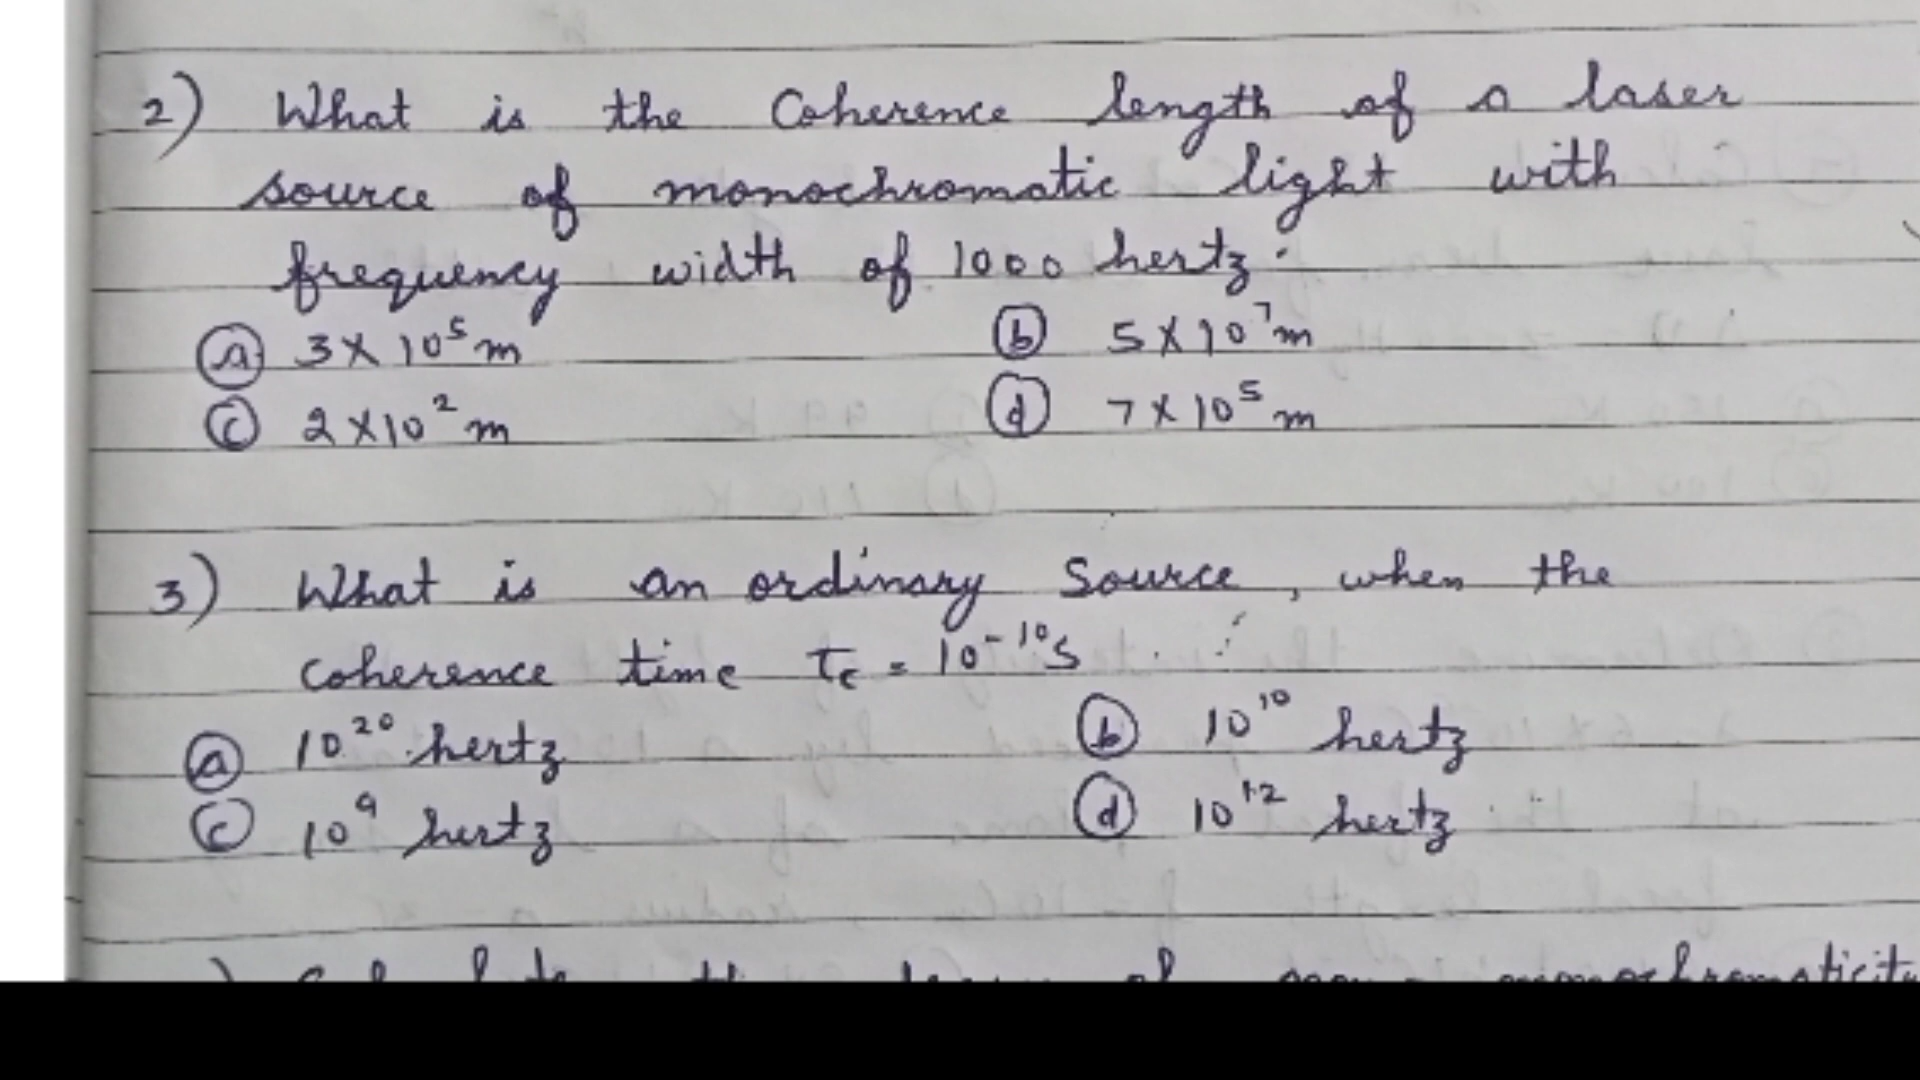 2) What is the Coherence length of a laser
source of monochromatic light with
frequency width of 1000 hertz.
(a) 3 × 10⁵ m (b) 5 × 10⁷ m
(c) 2 × 10² m (d) 7 × 10⁵ m
3) What is an ordinary Source, when the
coherence time τc = 10⁻¹⁰ s
(a) 10²⁰ hertz (b) 10¹⁰ hertz
(c) 10⁹ hertz (d) 10¹² hertz